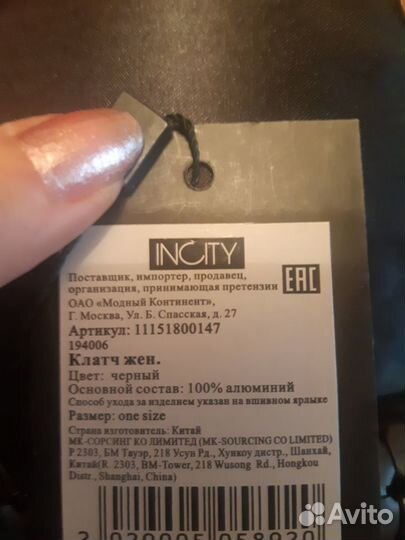 INCITY
Поставщик, импортер, продавец,
организация, принимающая претензии
ОАО «Модный Континент»,
Г. Москва, Ул. Б. Спасская, д. 27
EAC
Артикул: 11151800147
194006
Клатч жен.
Цвет: черный
Основной состав: 100% алюминий
Способ ухода за изделием указан на вшивном ярлыке
Размер: one size
Страна изготовитель: Китай
МК-СОРСИНГ КО ЛИМИТЕД (MK-SOURCING CO LIMITED)
Р 2303, БМ Тауэр, 218 Усун Рд., Хункоу дистр., Шанхай,
Китай(R. 2303, BM-Tower, 218 Wusong Rd., Hongkou
Distr., Shanghai, China)
Avito